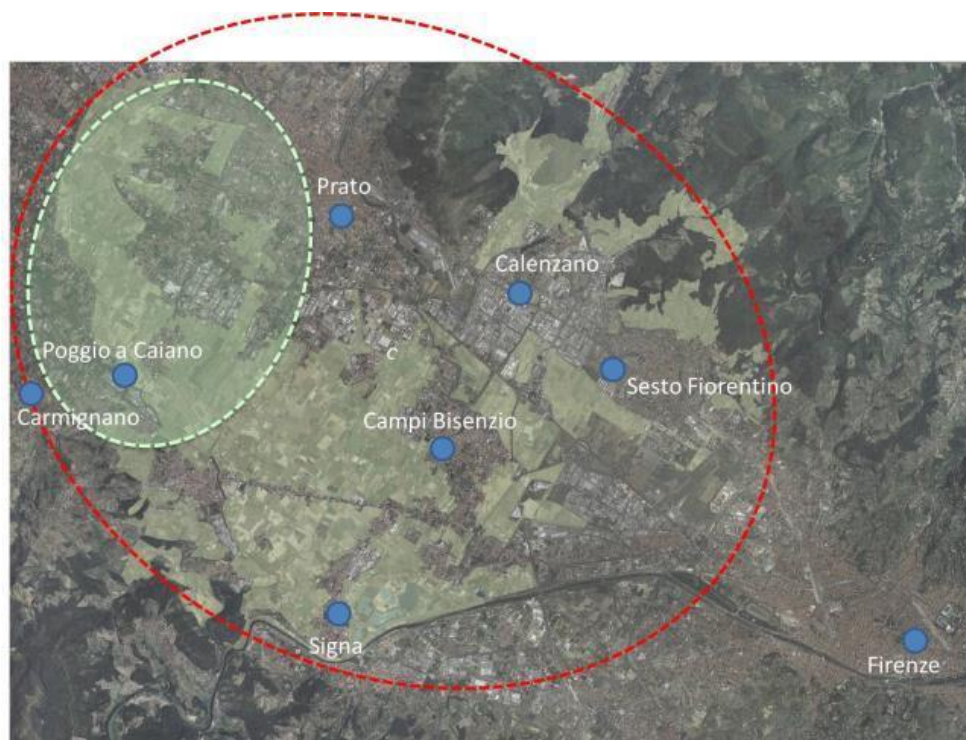 Prato
Calenzano
Poggio a Caiano
Sesto Fiorentino
Carmignano
Campi Bisenzio
C
Signa
Firenze